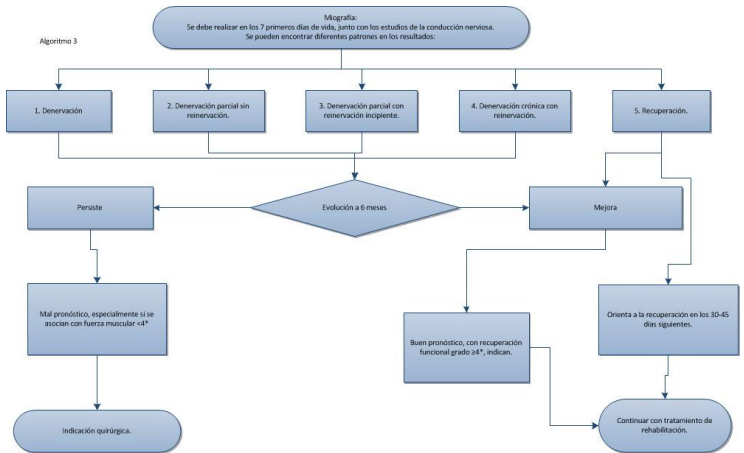 Algoritmo 3
Miografía:
Se debe realizar en los 7 primeros días de vida, junto con los estudios de la conducción nerviosa.
Se pueden encontrar diferentes patrones en los resultados:
1. Denervación
2. Denervación parcial sin
reinervación.
3. Denervación parcial con
reinervación incipiente.
4. Denervación crónica con
reinervación.
5. Recuperación.
Persiste
Evolución a 6 meses
Mejora
Mal pronóstico, especialmente si se
asocian con fuerza muscular <4*
Buen pronóstico, con recuperación
funcional grado ≥4*, indican.
Orienta a la recuperación en los 30-45
días siguientes.
Indicación quirúrgica.
Continuar con tratamiento de
rehabilitación.